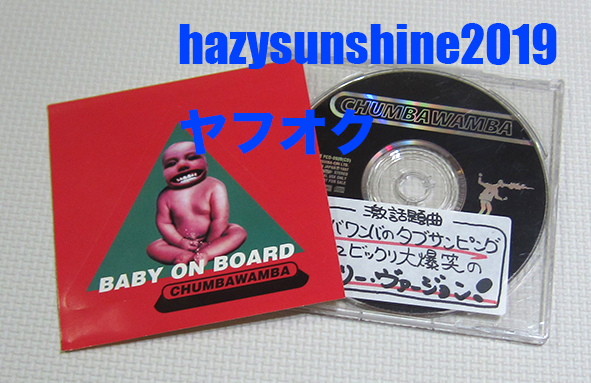 hazysunshine2019
ヤフオク
CHUMBAWAMBA
BABY ON BOARD
CHUMBAWAMBA
激話題曲
バワンバのタブサンピング
ビックリ大爆笑の
リー・ヴァージョン!